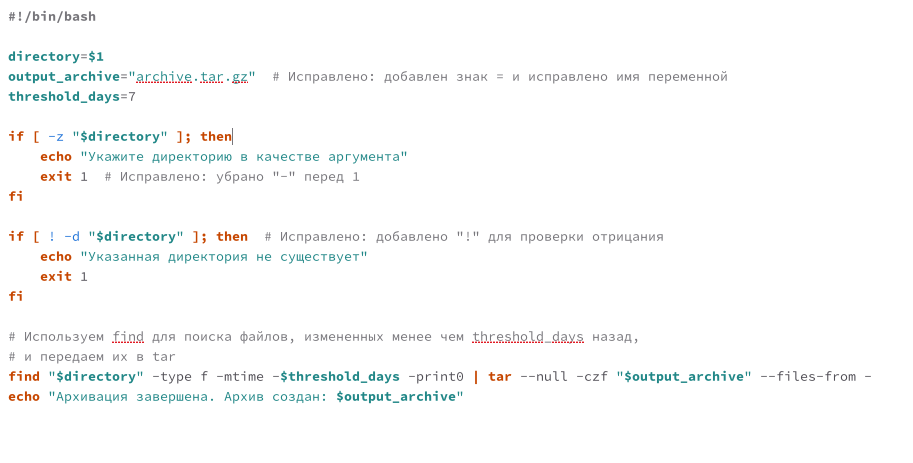 #!/bin/bash

directory=$1
output_archive="archive.tar.gz"  # Исправлено: добавлен знак = и исправлено имя переменной
threshold_days=7

if [ -z "$directory" ]; then
    echo "Укажите директорию в качестве аргумента"
    exit 1  # Исправлено: убрано "-" перед 1
fi

if [ ! -d "$directory" ]; then  # Исправлено: добавлено "!" для проверки отрицания
    echo "Указанная директория не существует"
    exit 1
fi

# Используем find для поиска файлов, измененных менее чем threshold_days назад,
# и передаем их в tar
find "$directory" -type f -mtime -$threshold_days -print0 | tar --null -czf "$output_archive" --files-from -
echo "Архивация завершена. Архив создан: $output_archive"